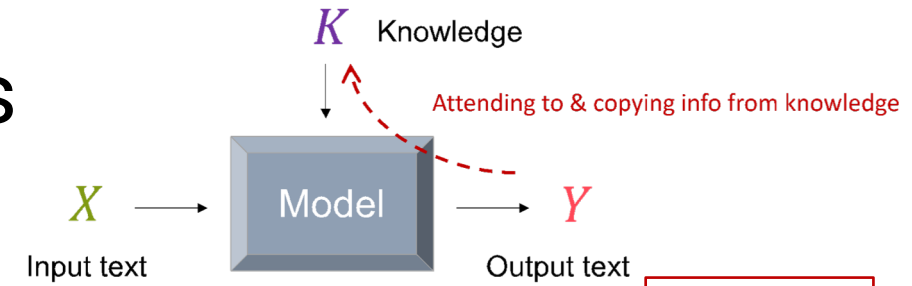 K Knowledge
s
Attending to & copying info from knowledge
X
Model
Y
Input text
Output text